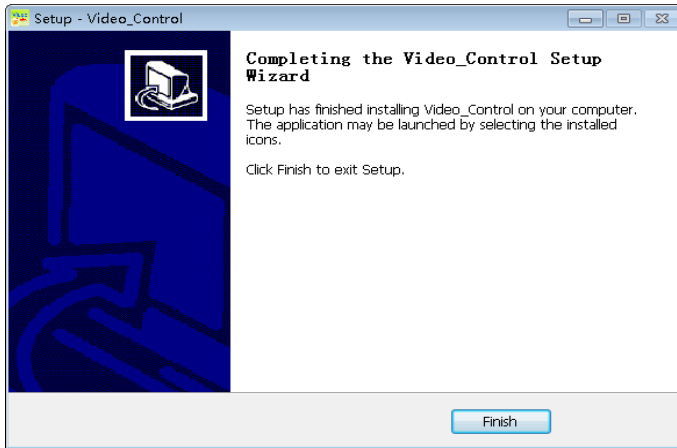 Setup - Video_Control
Completing the Video_Control Setup
Wizard
Setup has finished installing Video_Control on your computer.
The application may be launched by selecting the installed
icons.
Click Finish to exit Setup.
Finish